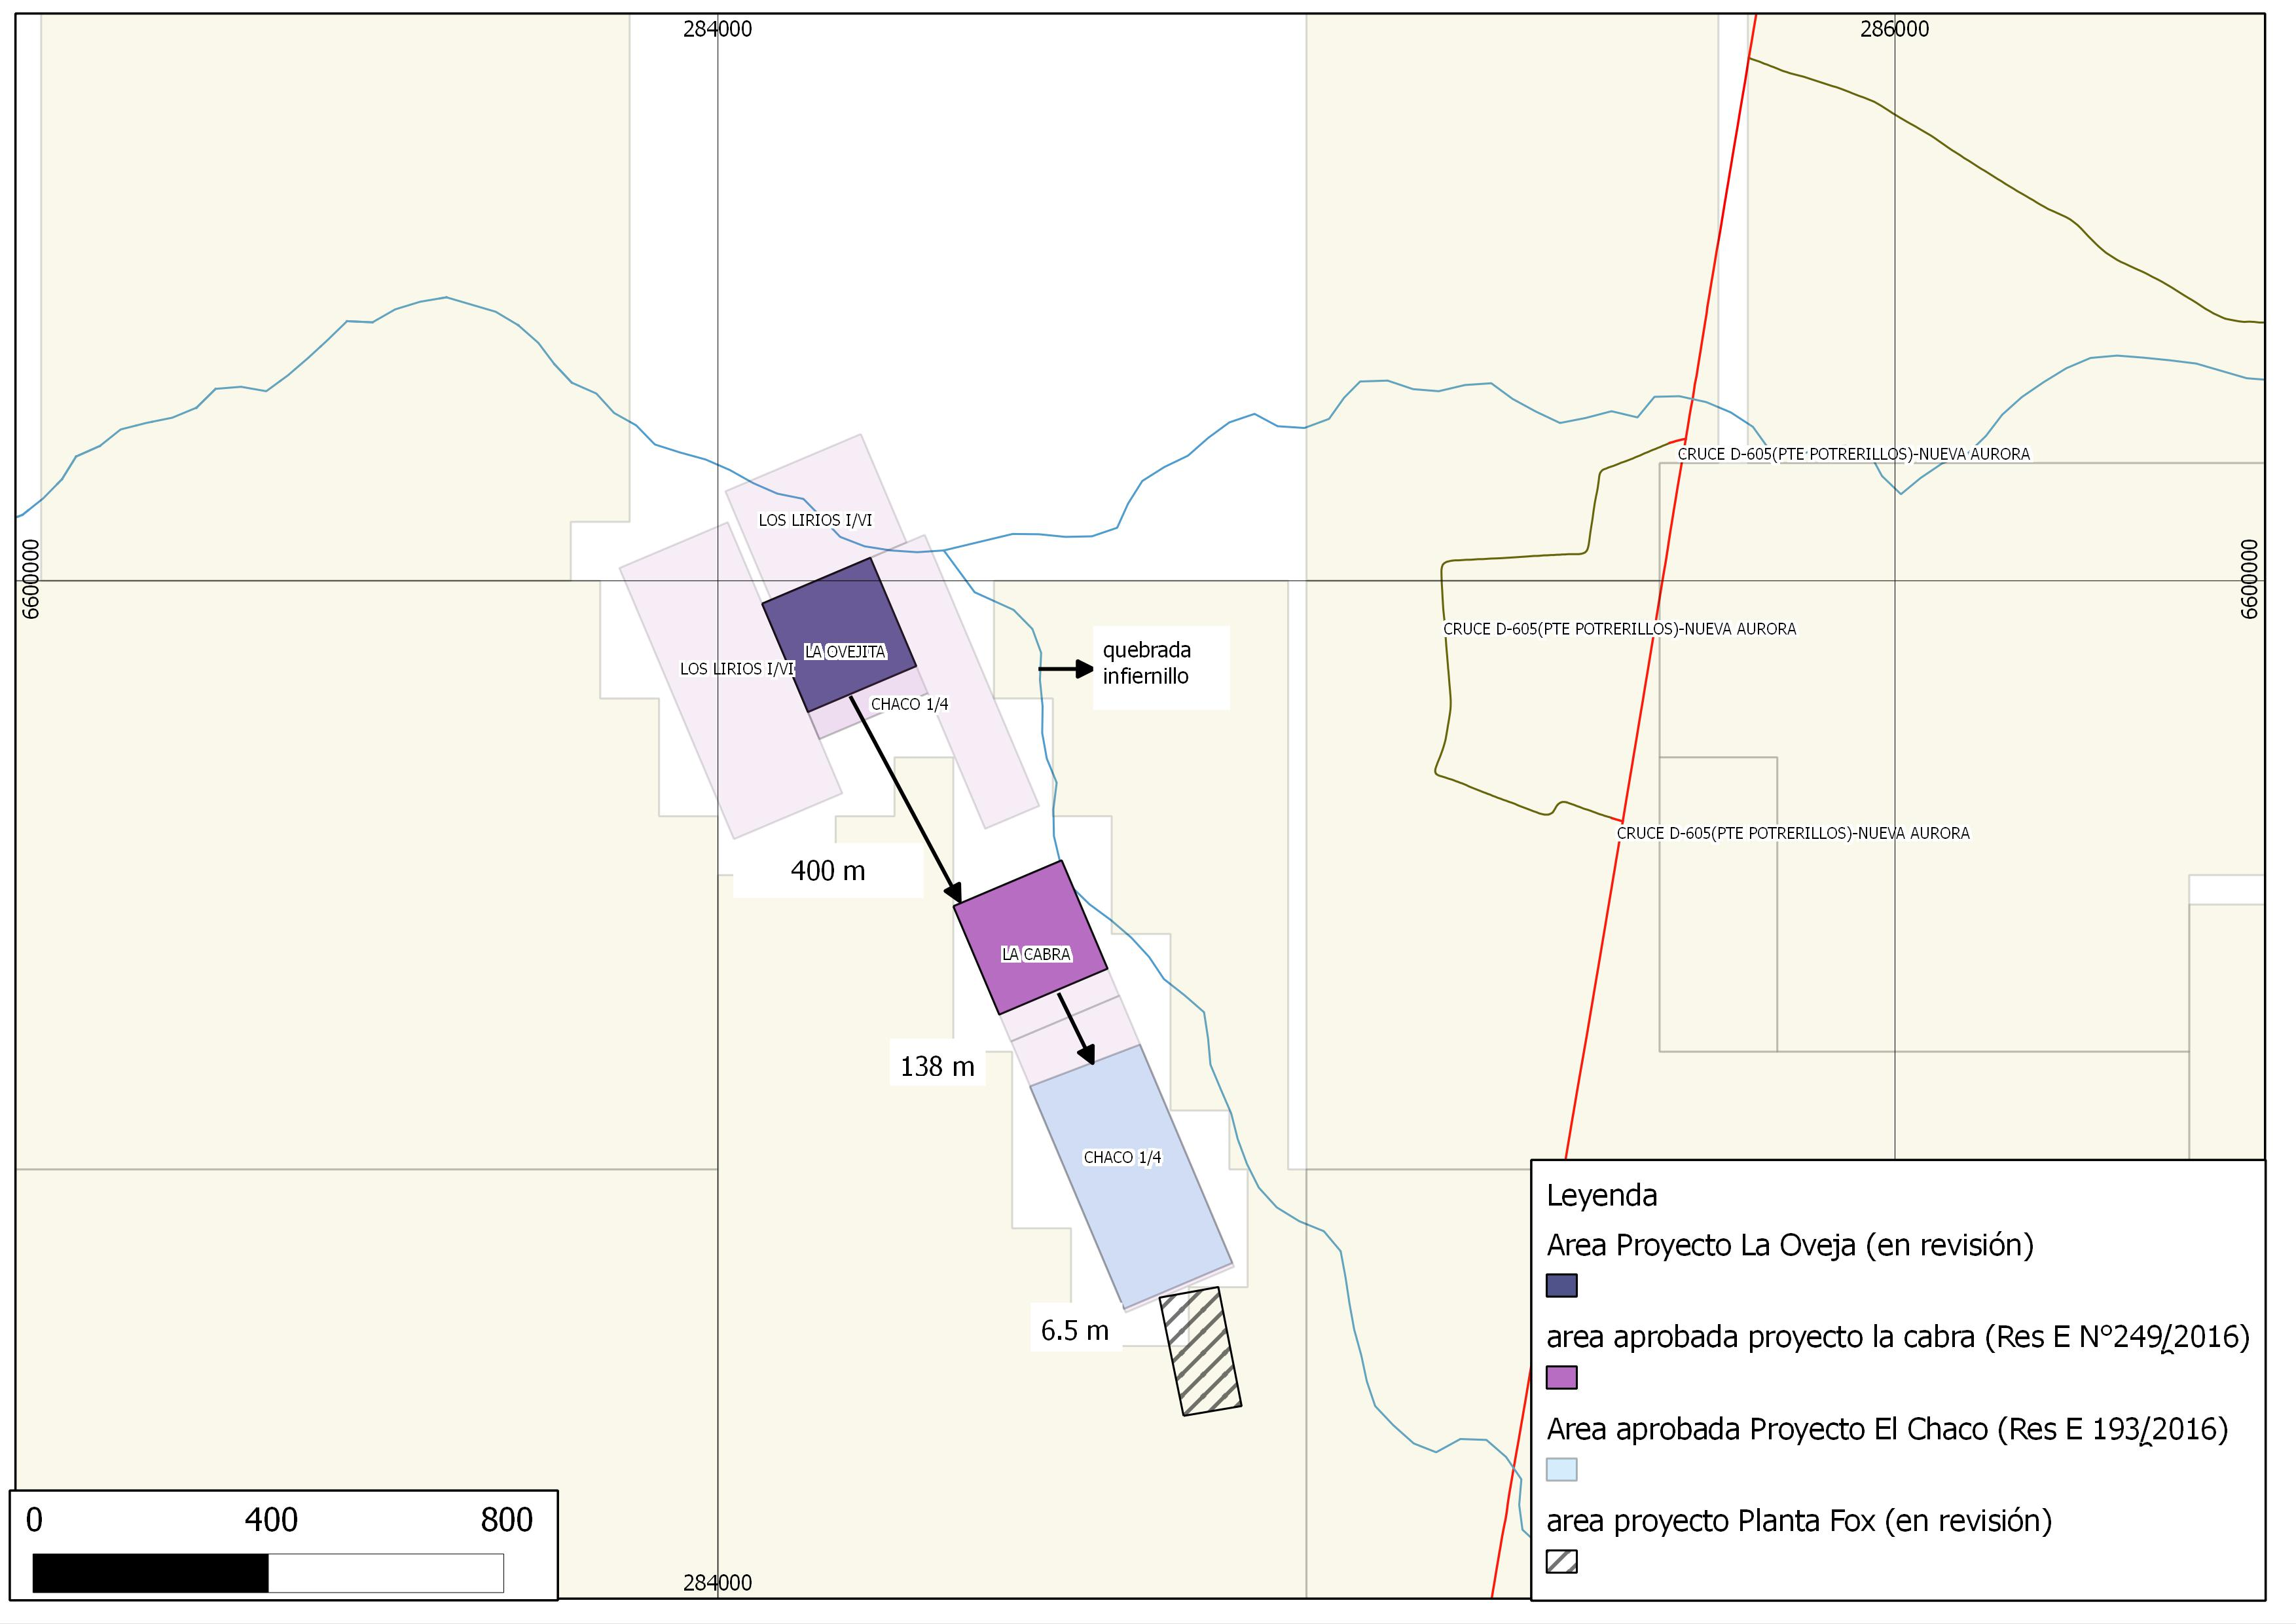 284000
286000
CRUCE D-605(PTE POTRERILLOS)-NUEVA AURORA
LOS LIRIOS I/VI
6600000
6600000
CRUCE D-605(PTE POTRERILLOS)-NUEVA AURORA
LA OVEJITA
quebrada
infiernillo
LOS LIRIOS I/VI
CHACO 1/4
CRUCE D-605(PTE POTRERILLOS)-NUEVA AURORA
400 m
LA CABRA
138 m
CHACO 1/4
6.5 m
Leyenda
Area Proyecto La Oveja (en revisión)
area aprobada proyecto la cabra (Res E N°249/2016)
Area aprobada Proyecto El Chaco (Res E 193/2016)
area proyecto Planta Fox (en revisión)
0 400 800
284000